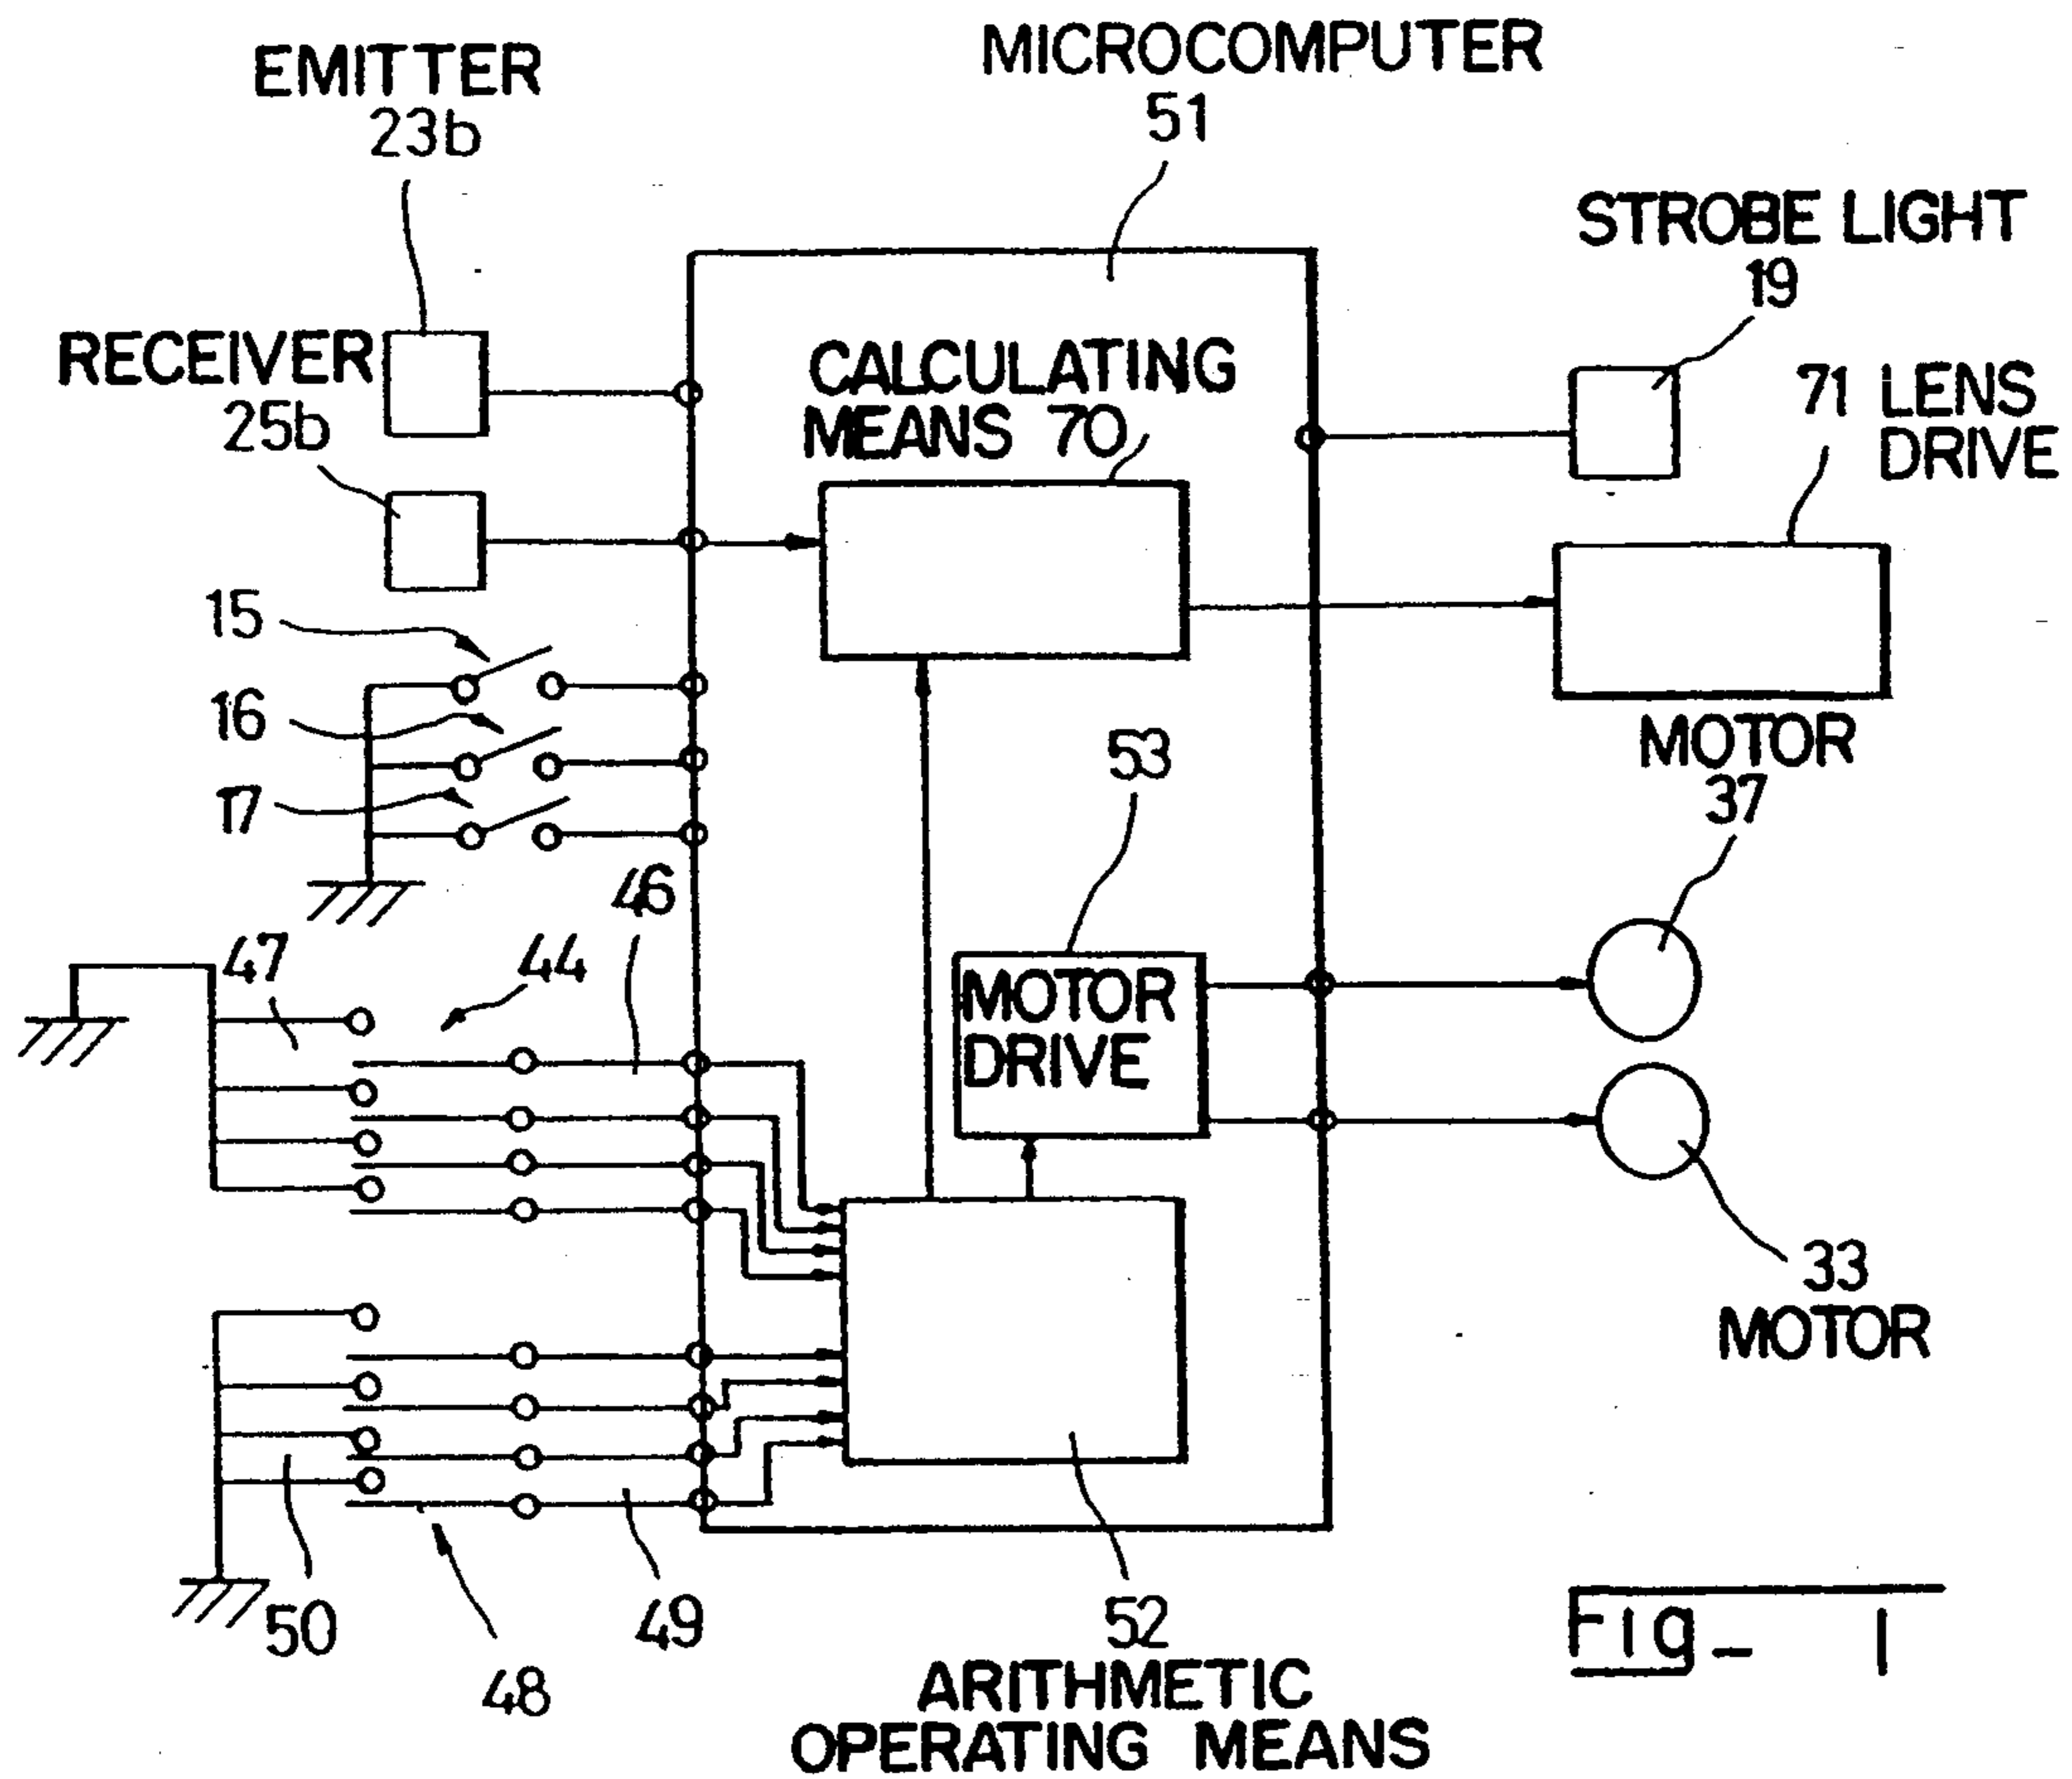 MICROCOMPUTER
51
EMITTER
23b
STROBE LIGHT
19
RECEIVER
25b
CALCULATING
MEANS 70
71 LENS
DRIVE
15
16
17
MOTOR
37
53
46
47
44
MOTOR
DRIVE
33
MOTOR
50
49
48
52
ARITHMETIC
OPERATING MEANS
Fig_ 1